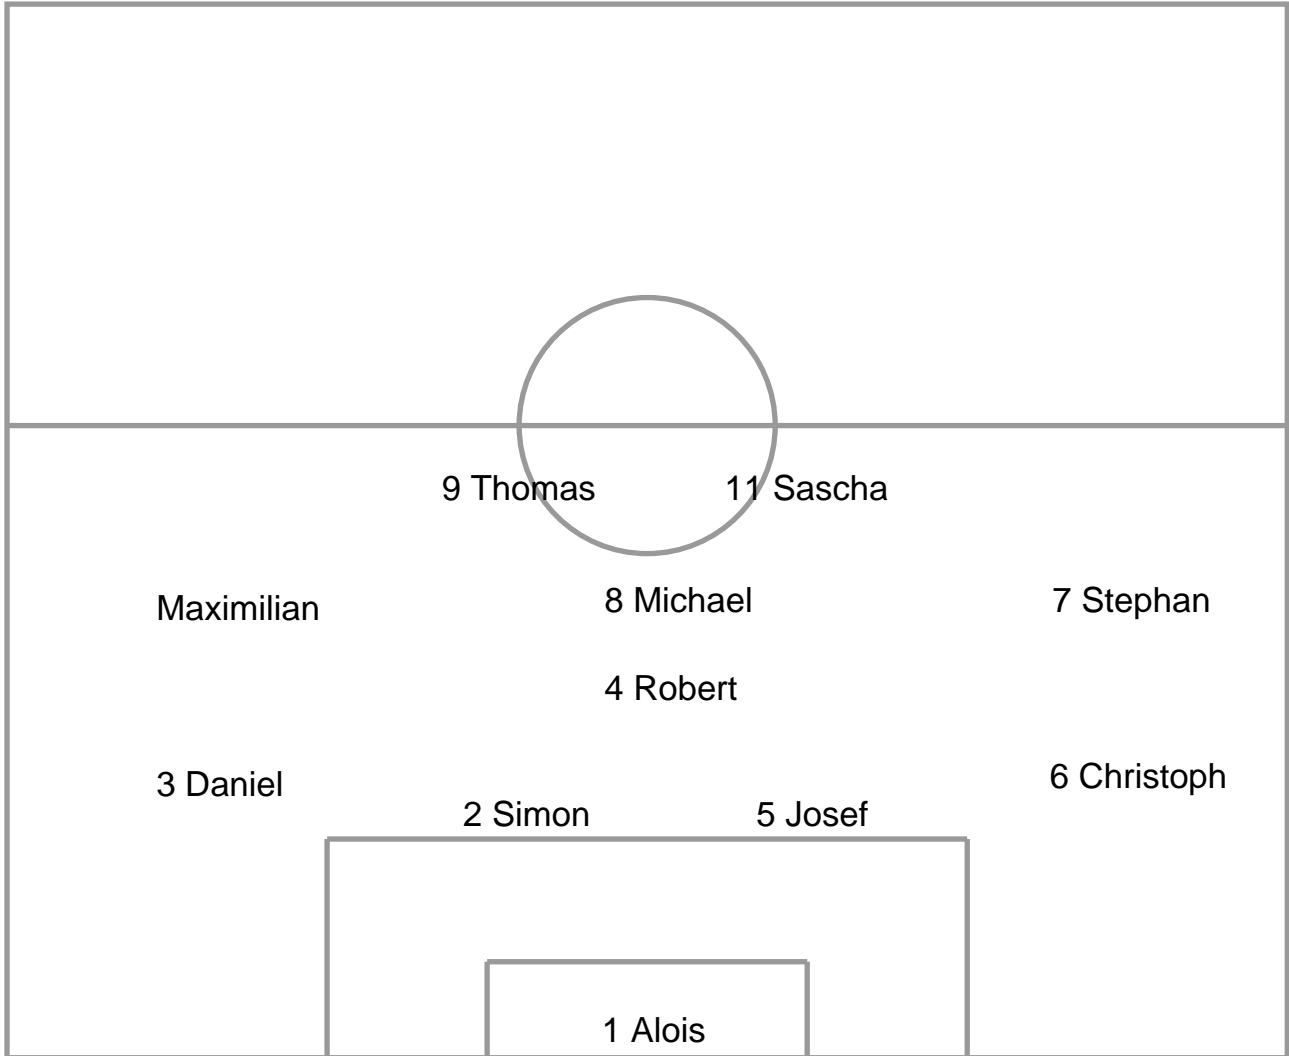 9 Thomas
11 Sascha
Maximilian
8 Michael
7 Stephan
4 Robert
3 Daniel
6 Christoph
2 Simon
5 Josef
1 Alois